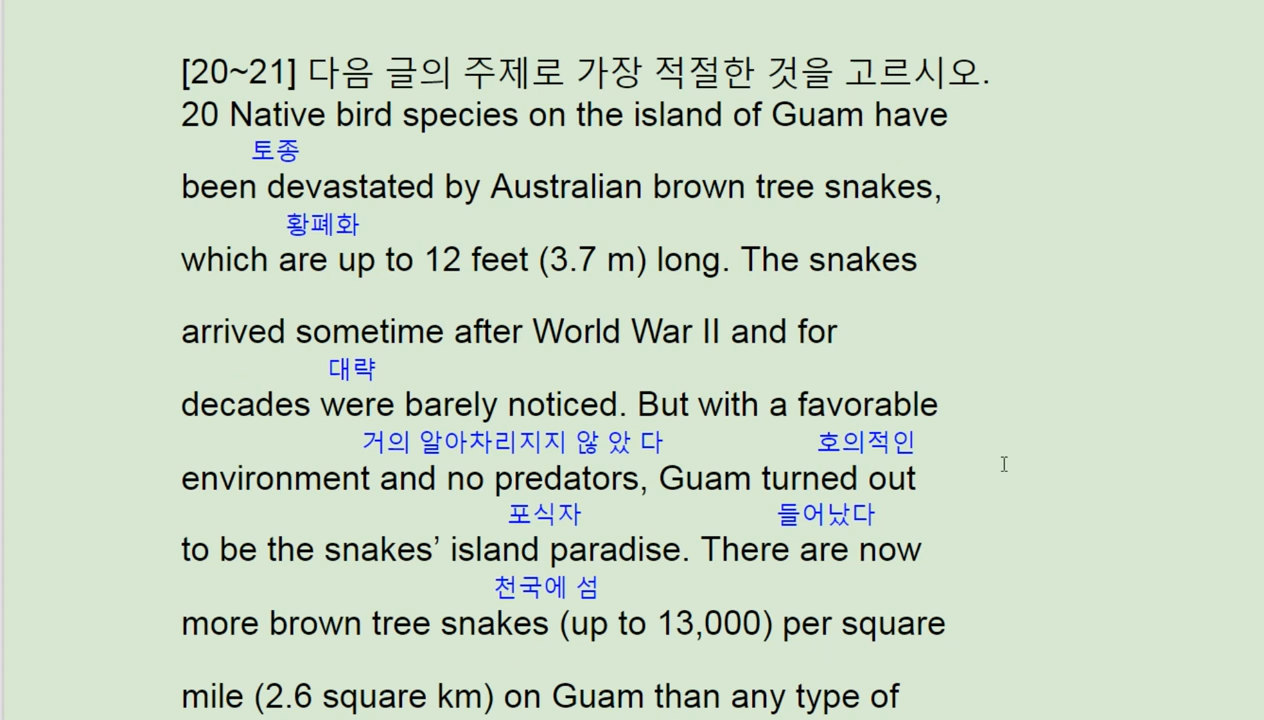 [20~21] 다음 글의 주제로 가장 적절한 것을 고르시오.
20 Native bird species on the island of Guam have
토종
been devastated by Australian brown tree snakes,
황폐화
which are up to 12 feet (3.7 m) long. The snakes
arrived sometime after World War II and for
대략
decades were barely noticed. But with a favorable
거의 알아차리지지 않 았 다 호의적인
environment and no predators, Guam turned out
포식자 들어났다
to be the snakes’ island paradise. There are now
천국에 섬
more brown tree snakes (up to 13,000) per square
mile (2.6 square km) on Guam than any type of